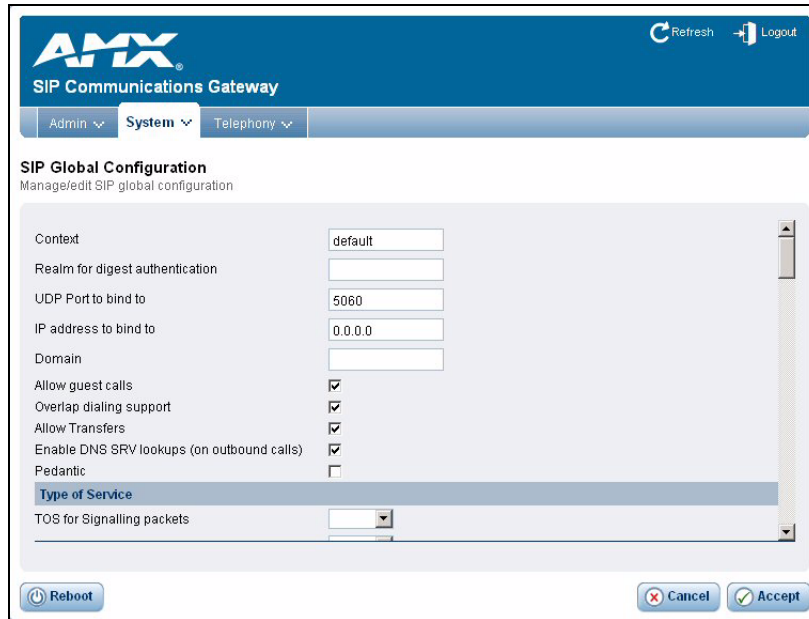 Refresh Logout
AMX®
SIP Communications Gateway
Admin System Telephony
SIP Global Configuration
Manage/edit SIP global configuration
Context default
Realm for digest authentication
UDP Port to bind to 5060
IP address to bind to 0.0.0.0
Domain
Allow guest calls
Overlap dialing support
Allow Transfers
Enable DNS SRV lookups (on outbound calls)
Pedantic
Type of Service
TOS for Signalling packets
Reboot Cancel Accept